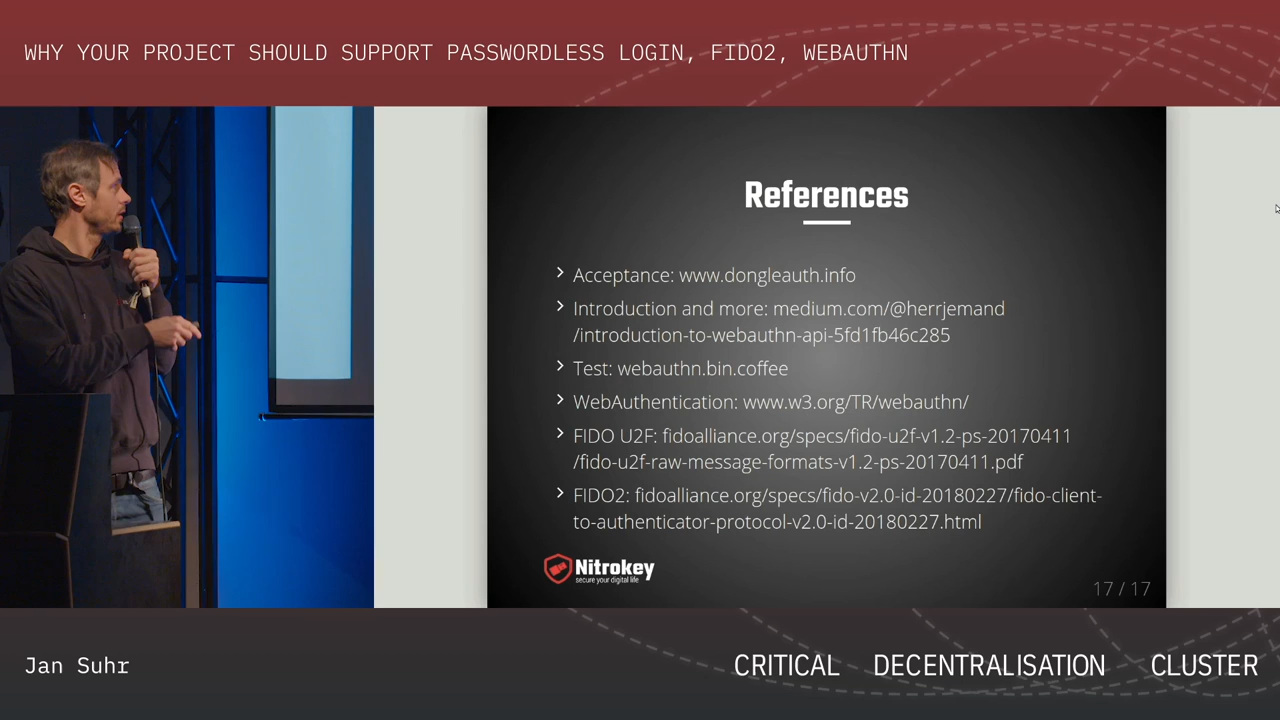 WHY YOUR PROJECT SHOULD SUPPORT PASSWORDLESS LOGIN, FIDO2, WEBAUTHN
References
Acceptance: www.dongleauth.info
Introduction and more: medium.com/@herrjemand
/introduction-to-webauthn-api-5fd1fb46c285
Test: webauthn.bin.coffee
WebAuthentication: www.w3.org/TR/webauthn/
FIDO U2F: fidoalliance.org/specs/fido-u2f-v1.2-ps-20170411
/fido-u2f-raw-message-formats-v1.2-ps-20170411.pdf
FIDO2: fidoalliance.org/specs/fido-v2.0-id-20180227/fido-client-
to-authenticator-protocol-v2.0-id-20180227.html
Nitrokey
secure your digital life
17 / 17
Jan Suhr
CRITICAL DECENTRALISATION CLUSTER